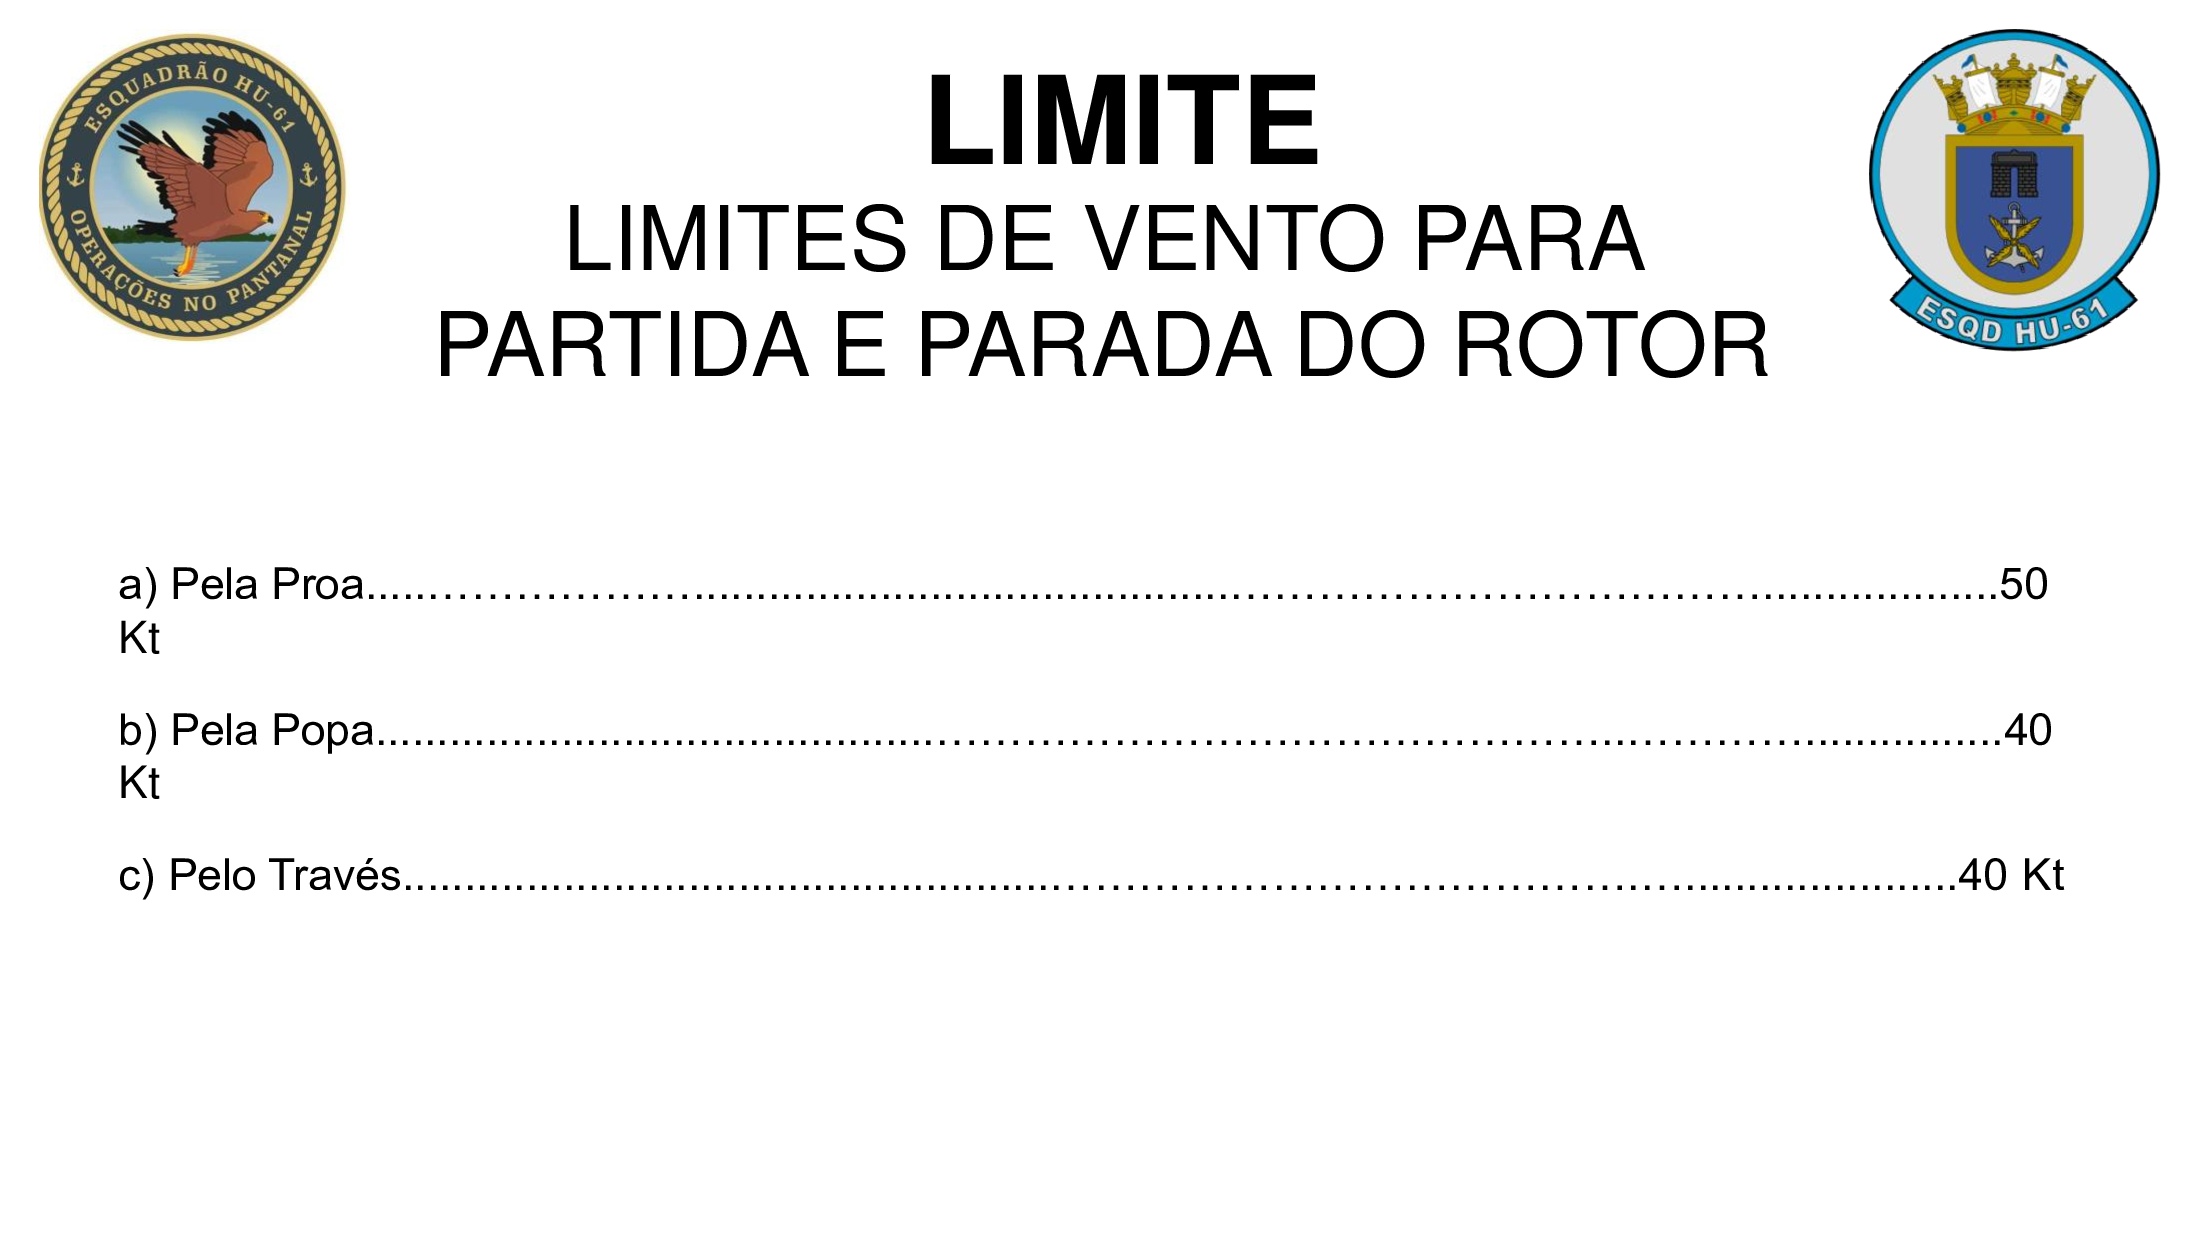 ESQUADRÃO HU-61
OPERAÇÕES NO PANTANAL
LIMITE
LIMITES DE VENTO PARA
PARTIDA E PARADA DO ROTOR
ESQD HU-61
a) Pela Proa.....…………………...........................................……………………………………...................50
Kt
b) Pela Popa.............................................………………………………………………...…………...............40
Kt
c) Pelo Través....................................................……………………………………………......................40 Kt